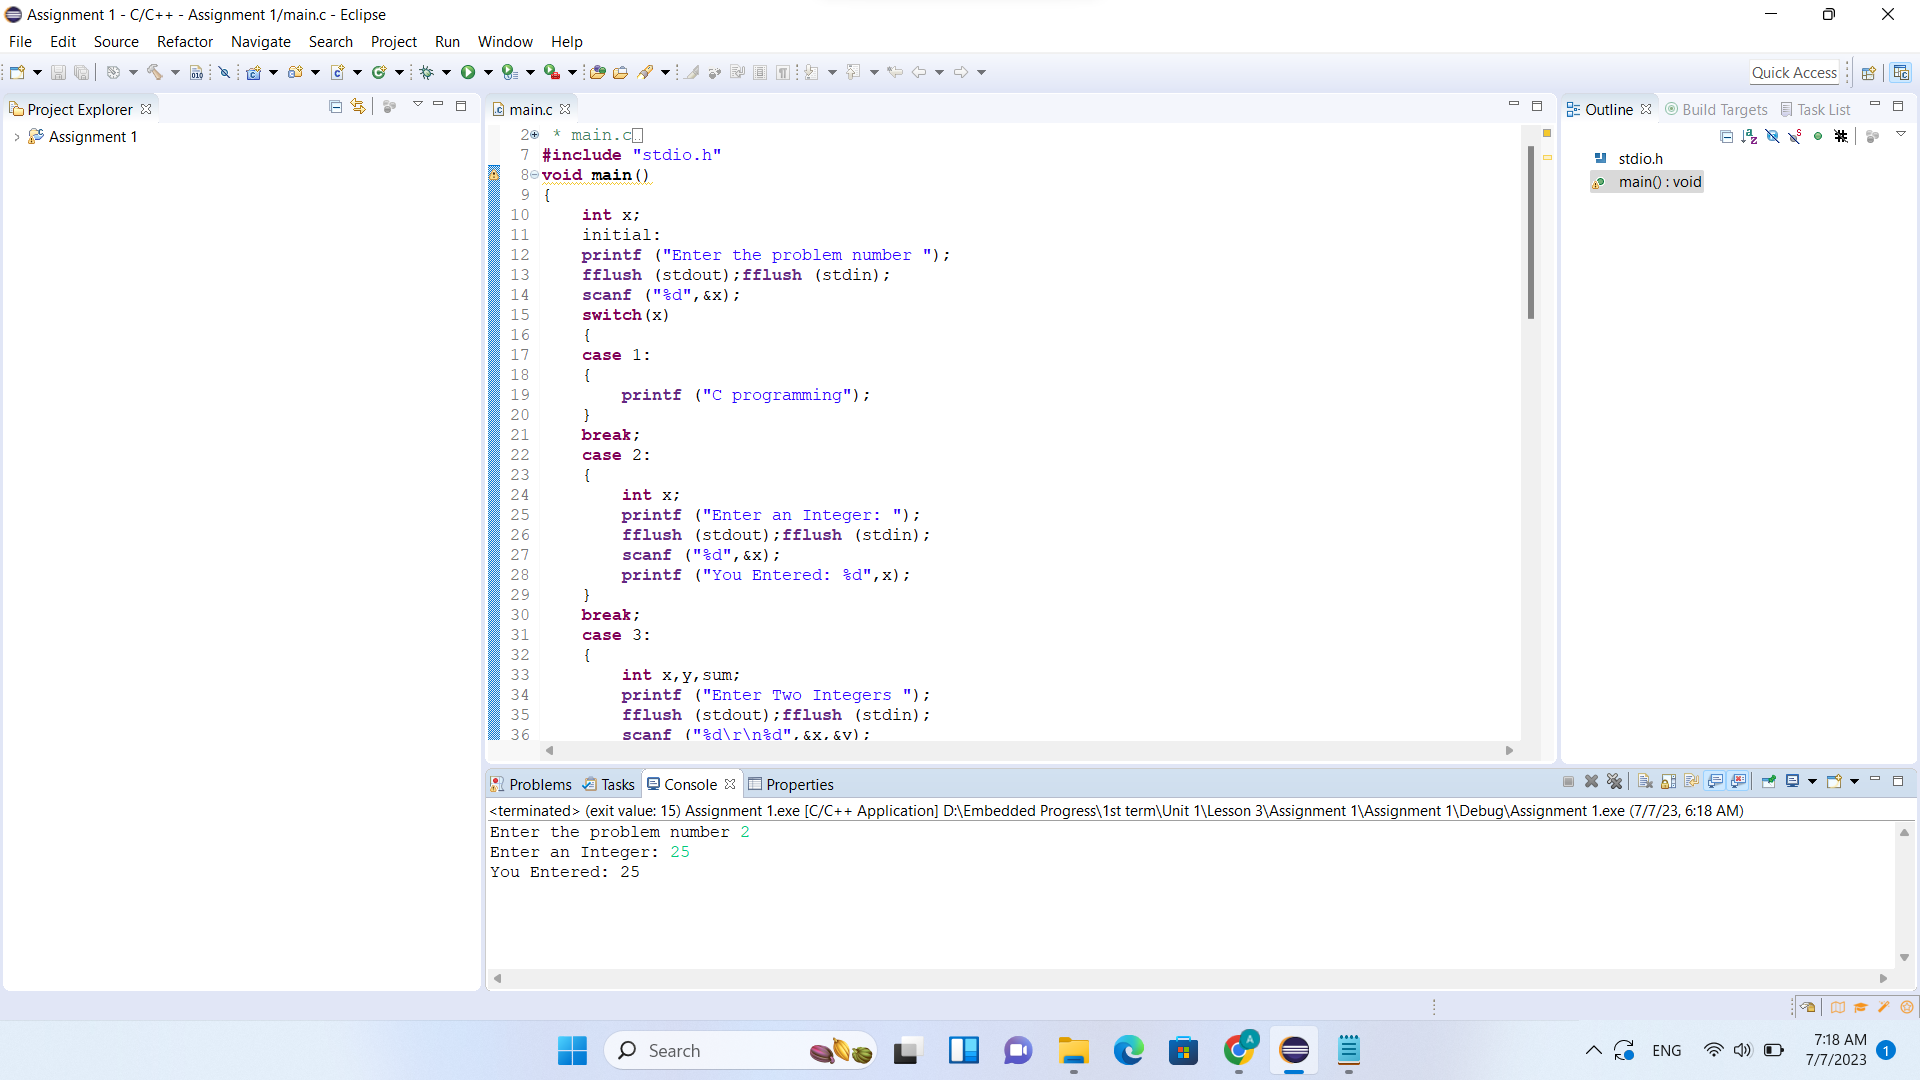 Assignment 1 - C/C++ - Assignment 1/main.c - Eclipse
File Edit Source Refactor Navigate Search Project Run Window Help
Quick Access
Project Explorer
Assignment 1
main.c
2 * main.c
7 #include "stdio.h"
8 void main()
9 {
10 int x;
11 initial:
12 printf ("Enter the problem number ");
13 fflush (stdout);fflush (stdin);
14 scanf ("%d",&x);
15 switch(x)
16 {
17 case 1:
18 {
19 printf ("C programming");
20 }
21 break;
22 case 2:
23 {
24 int x;
25 printf ("Enter an Integer: ");
26 fflush (stdout);fflush (stdin);
27 scanf ("%d",&x);
28 printf ("You Entered: %d",x);
29 }
30 break;
31 case 3:
32 {
33 int x,y,sum;
34 printf ("Enter Two Integers ");
35 fflush (stdout);fflush (stdin);
36 scanf ("%d\r\n%d",&x,&y);
Outline Build Targets Task List
stdio.h
main() : void
Problems Tasks Console Properties
<terminated> (exit value: 15) Assignment 1.exe [C/C++ Application] D:\Embedded Progress\1st term\Unit 1\Lesson 3\Assignment 1\Assignment 1\Debug\Assignment 1.exe (7/7/23, 6:18 AM)
Enter the problem number 2
Enter an Integer: 25
You Entered: 25
Search
A
ENG
7:18 AM
7/7/2023
1